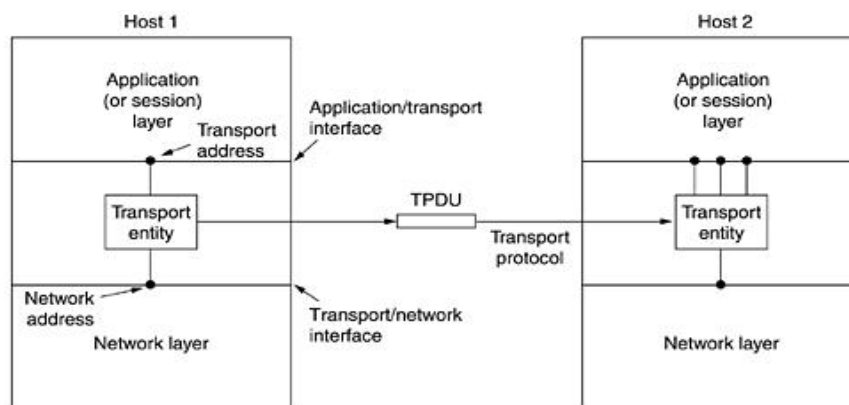 Host 1
Host 2
Application
(or session)
layer
Transport
address
Application/transport
interface
Application
(or session)
layer
Transport
entity
TPDU
Transport
protocol
Transport
entity
Network
address
Transport/network
interface
Network layer
Network layer